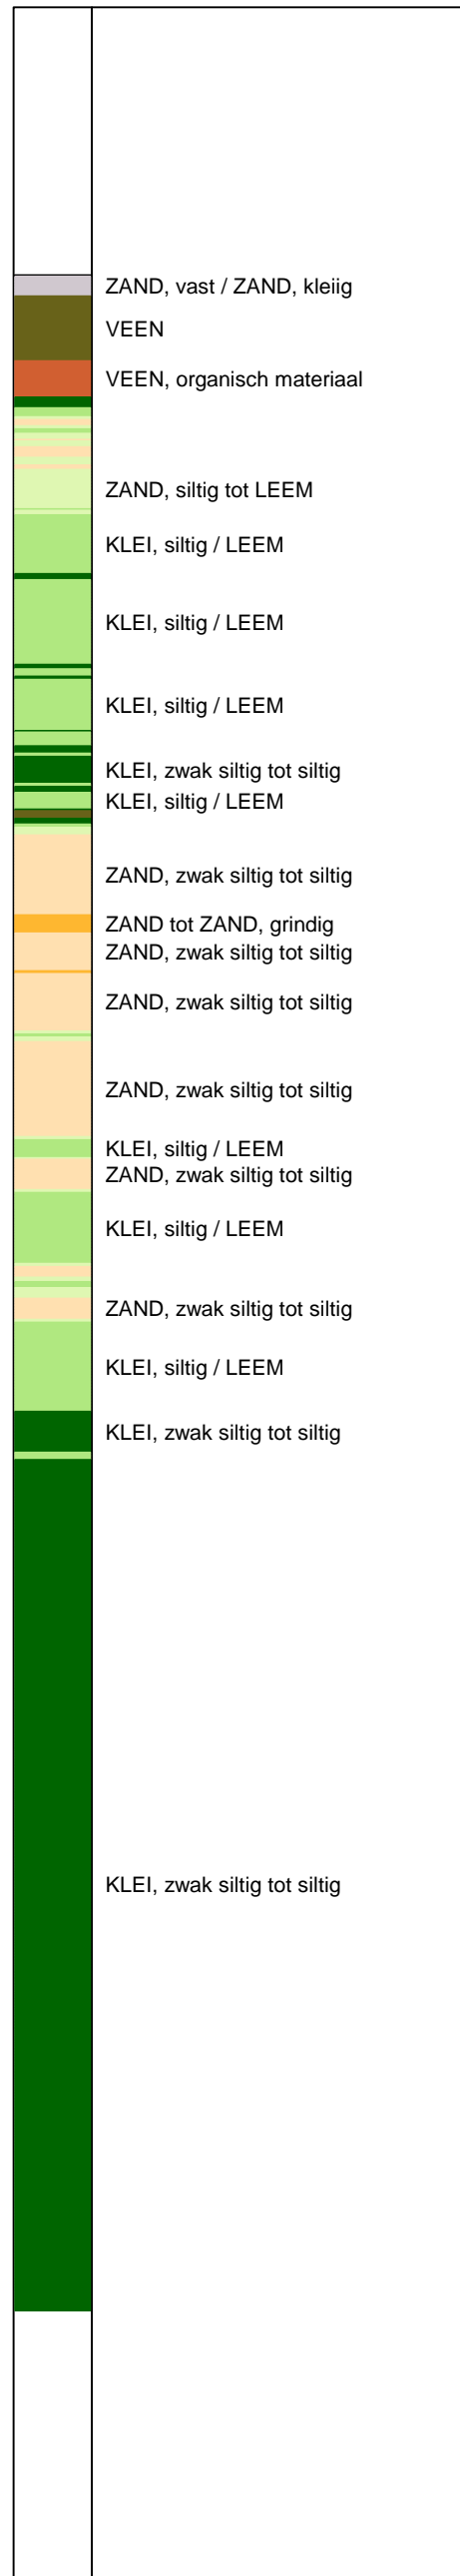 ZAND, vast / ZAND, kleiig
VEEN
VEEN, organisch materiaal
ZAND, siltig tot LEEM
KLEI, siltig / LEEM
KLEI, siltig / LEEM
KLEI, siltig / LEEM
KLEI, zwak siltig tot siltig
KLEI, siltig / LEEM
ZAND, zwak siltig tot siltig
ZAND tot ZAND, grindig
ZAND, zwak siltig tot siltig
ZAND, zwak siltig tot siltig
ZAND, zwak siltig tot siltig
KLEI, siltig / LEEM
ZAND, zwak siltig tot siltig
KLEI, siltig / LEEM
ZAND, zwak siltig tot siltig
KLEI, siltig / LEEM
KLEI, zwak siltig tot siltig
KLEI, zwak siltig tot siltig